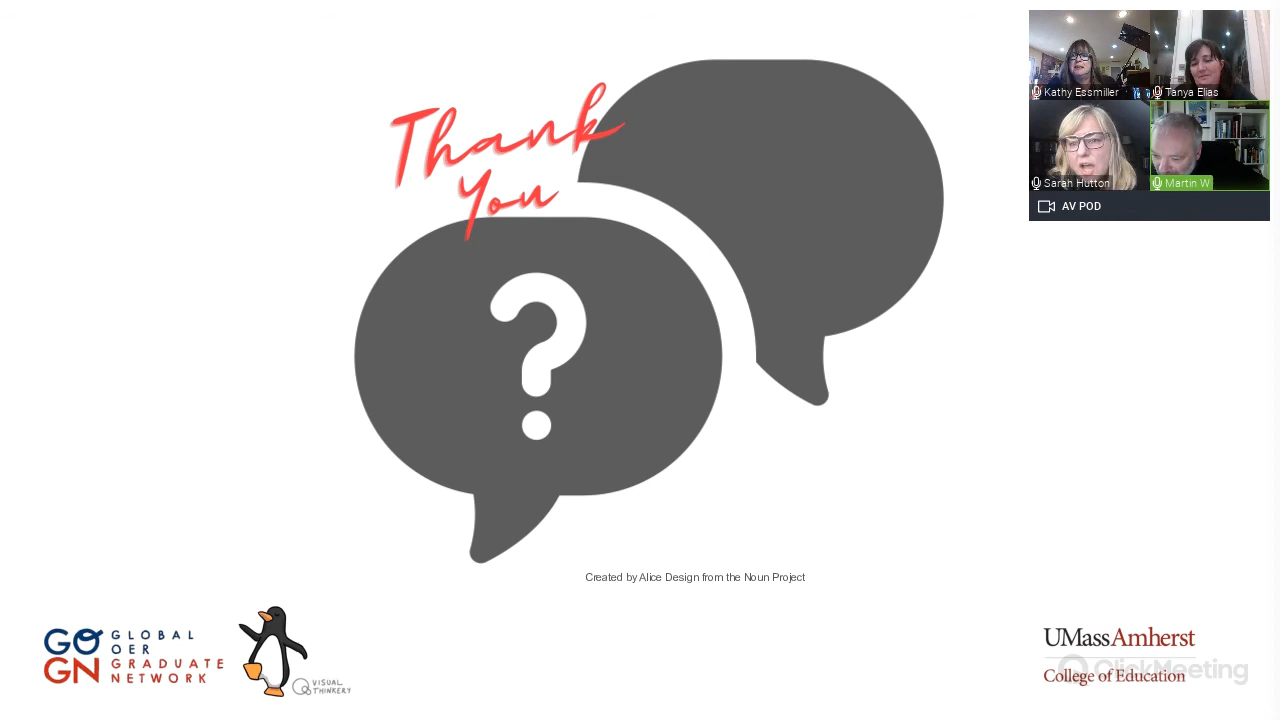 Thank
You
?
Created by Alice Design from the Noun Project
GO
GN
GLOBAL
OER
GRADUATE
NETWORK
VISUAL
THINKERY
UMassAmherst
College of Education
ClickMeeting
Kathy Essmiller
Tanya Elias
Sarah Hutton
Martin W
AV POD